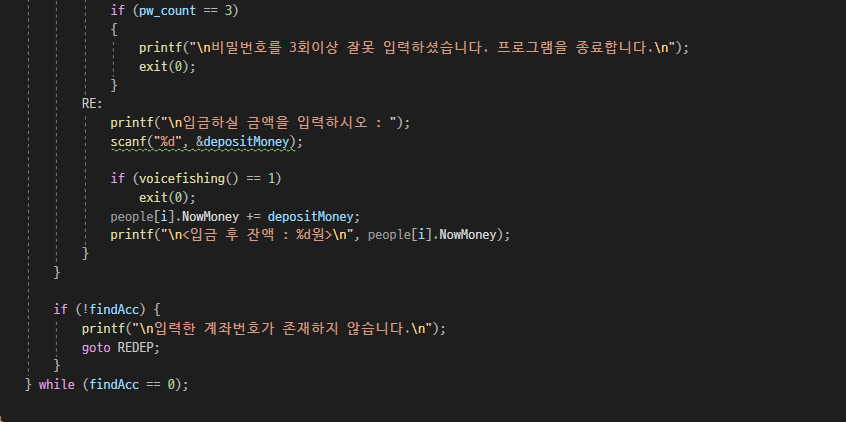 if (pw_count == 3)
{
printf("\n비밀번호를 3회이상 잘못 입력하셨습니다. 프로그램을 종료합니다.\n");
exit(0);
}
RE:
printf("\n입금하실 금액을 입력하시오 : ");
scanf("%d", &depositMoney);
if (voicefishing() == 1)
exit(0);
people[i].NowMoney += depositMoney;
printf("\n<입금 후 잔액 : %d원>\n", people[i].NowMoney);
}
}
if (!findAcc) {
printf("\n입력한 계좌번호가 존재하지 않습니다.\n");
goto REDEP;
}
} while (findAcc == 0);